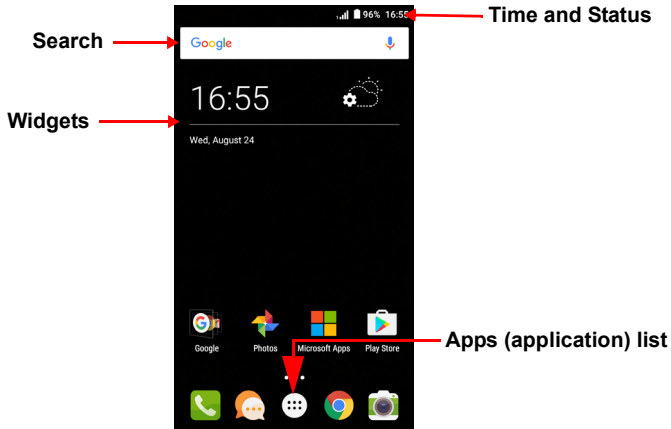 96% 16:55
Time and Status
Search
Google
Widgets
16:55
Wed, August 24
Google Photos Microsoft Apps Play Store
Apps (application) list